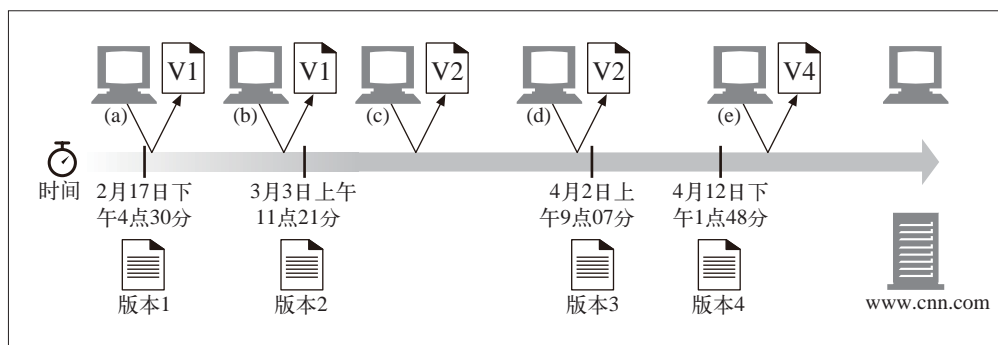 V1
V1
V2
V2
V4
(a)
(b)
(c)
(d)
(e)
时间
2月17日下
午4点30分
3月3日上午
11点21分
4月2日上
午9点07分
4月12日下
午1点48分
版本1
版本2
版本3
版本4
www.cnn.com